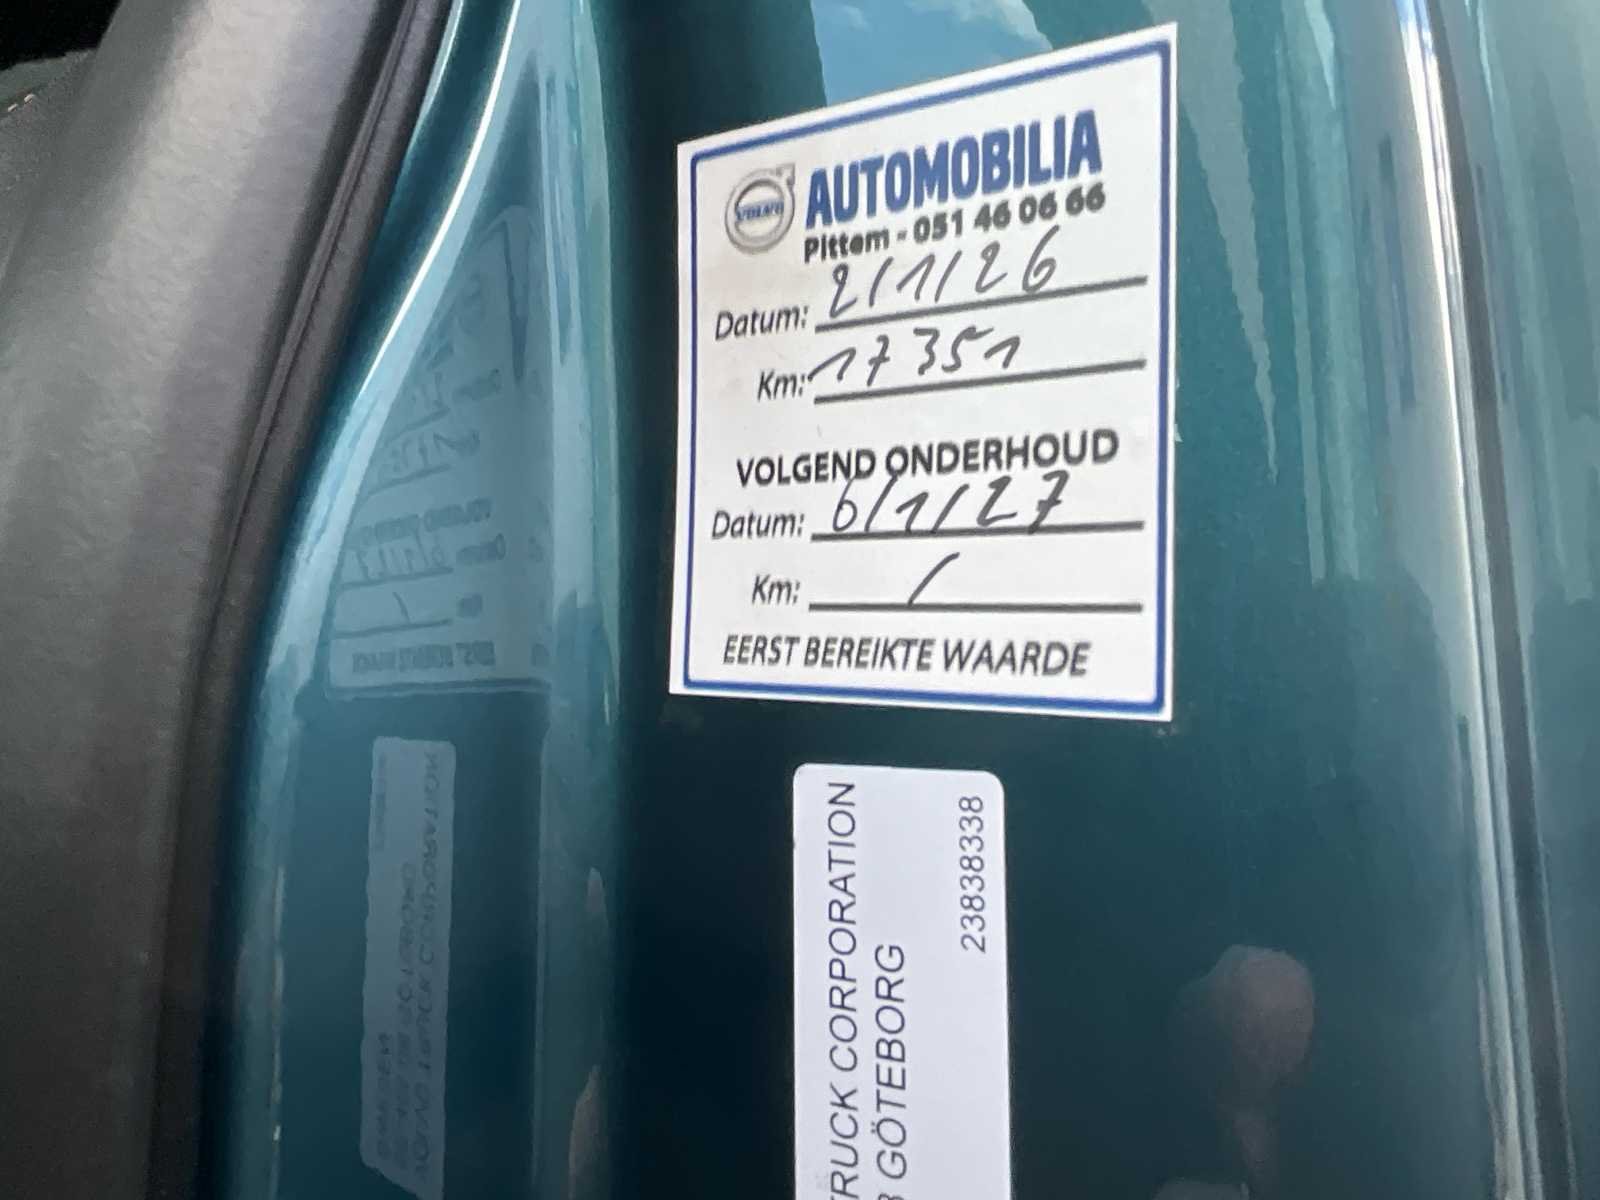 VOLVO
AUTOMOBILIA
Pittem - 051 46 06 66
Datum: 2/1/26
Km: 17351
VOLGEND ONDERHOUD
Datum: 6/1/27
Km: /
EERST BEREIKTE WAARDE
TRUCK CORPORATION
GÖTEBORG
23838338